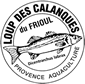 LOUP DES CALANQUES
du FRIOUL
Dicentrarchus labrax
PROVENCE AQUACULTURE